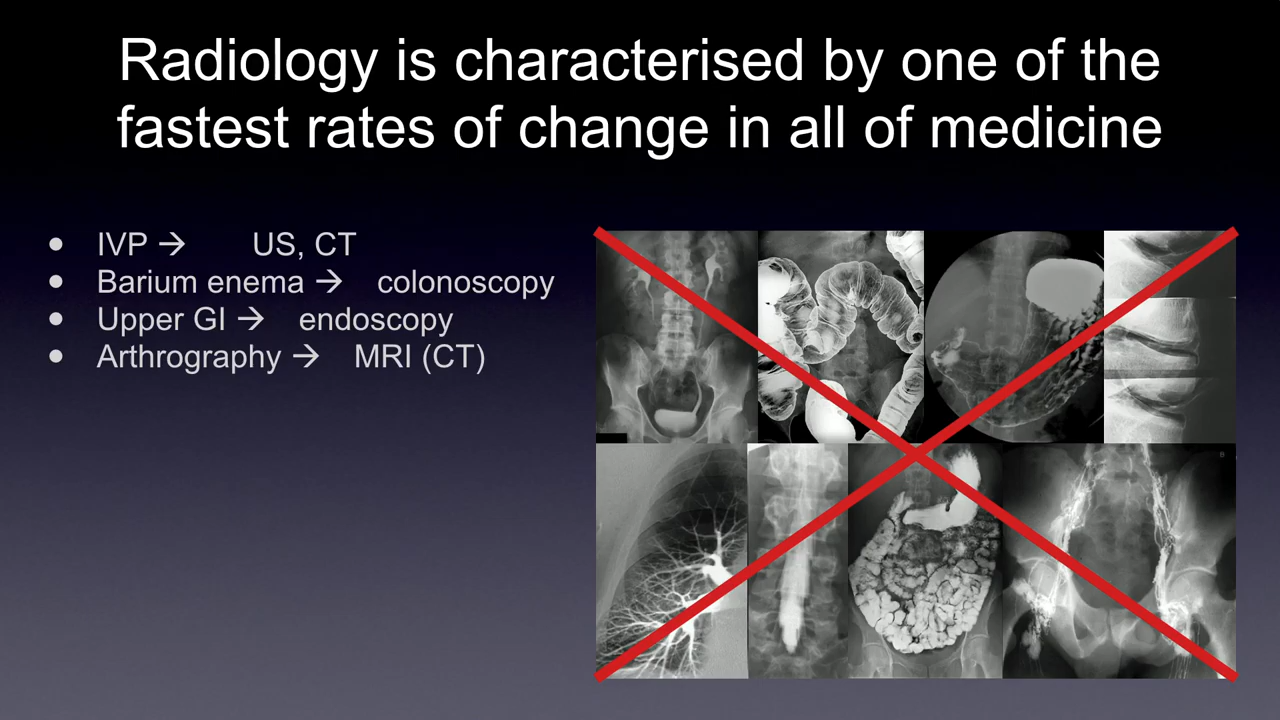 Radiology is characterised by one of the
fastest rates of change in all of medicine
● IVP → US, CT
● Barium enema → colonoscopy
● Upper GI → endoscopy
● Arthrography → MRI (CT)